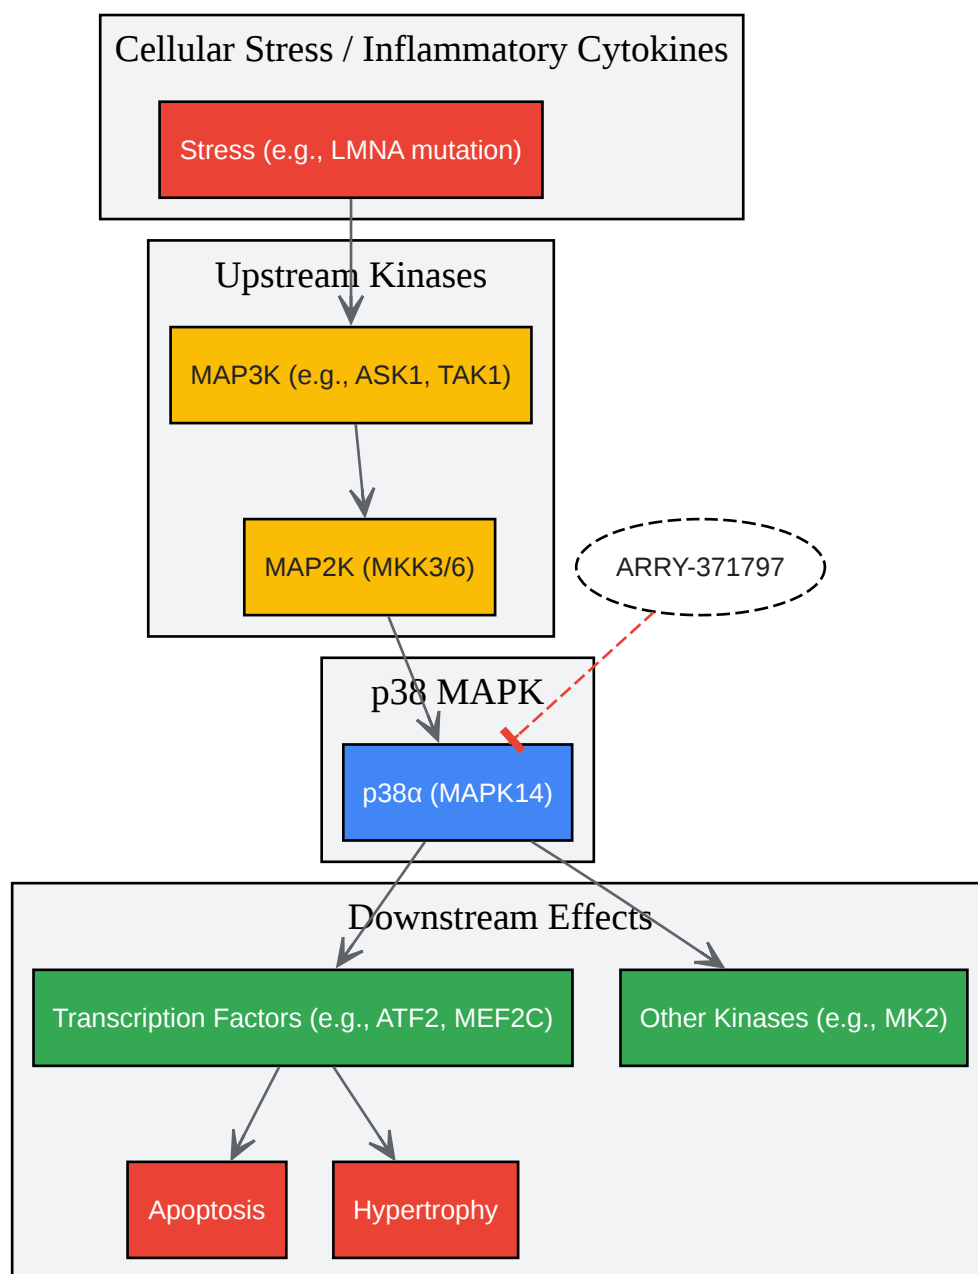 Cellular Stress / Inflammatory Cytokines
Stress (e.g., LMNA mutation)
Upstream Kinases
MAP3K (e.g., ASK1, TAK1)
MAP2K (MKK3/6)
ARRY-371797
p38 MAPK
p38α (MAPK14)
Downstream Effects
Transcription Factors (e.g., ATF2, MEF2C)
Other Kinases (e.g., MK2)
Apoptosis
Hypertrophy